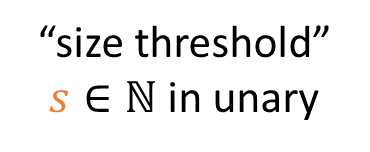 “size threshold”
s ∈ ℕ in unary